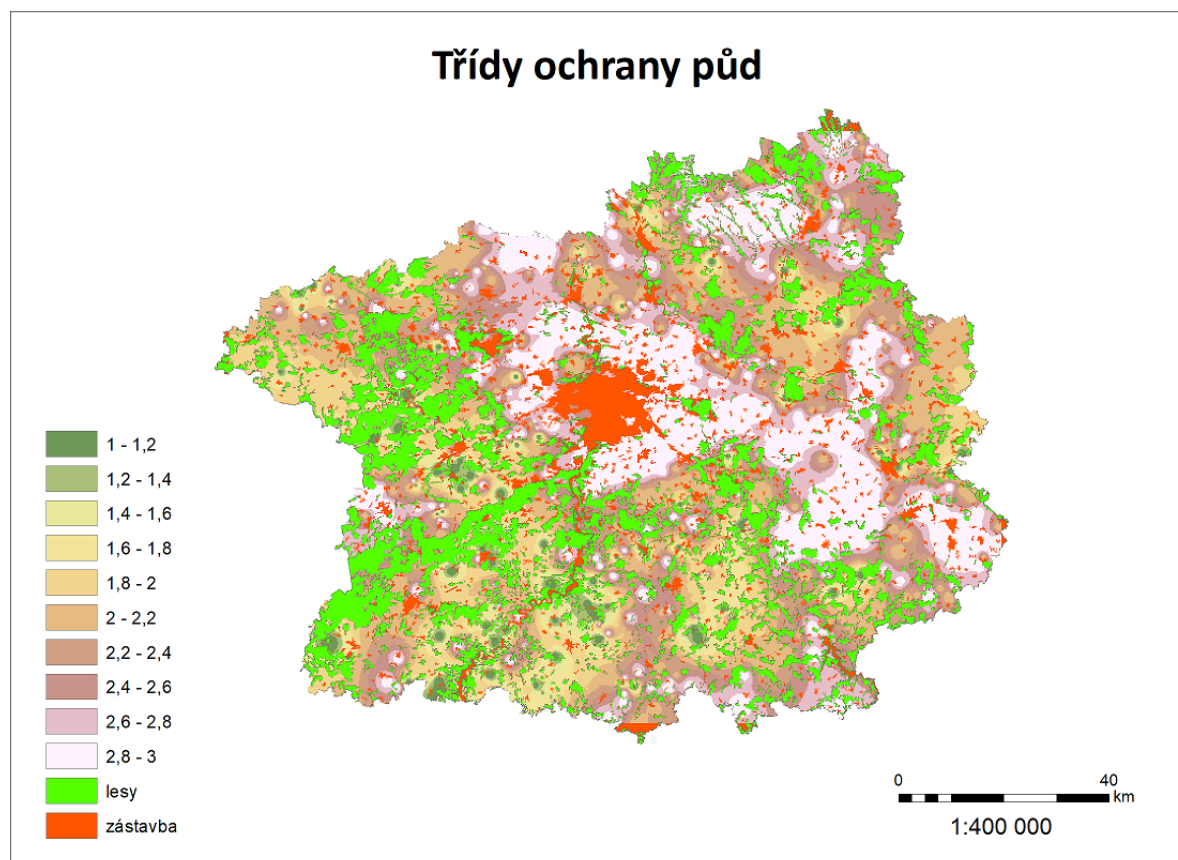 Třídy ochrany půd
1 - 1,2
1,2 - 1,4
1,4 - 1,6
1,6 - 1,8
1,8 - 2
2 - 2,2
2,2 - 2,4
2,4 - 2,6
2,6 - 2,8
2,8 - 3
lesy
zástavba
0 40
km
1:400 000